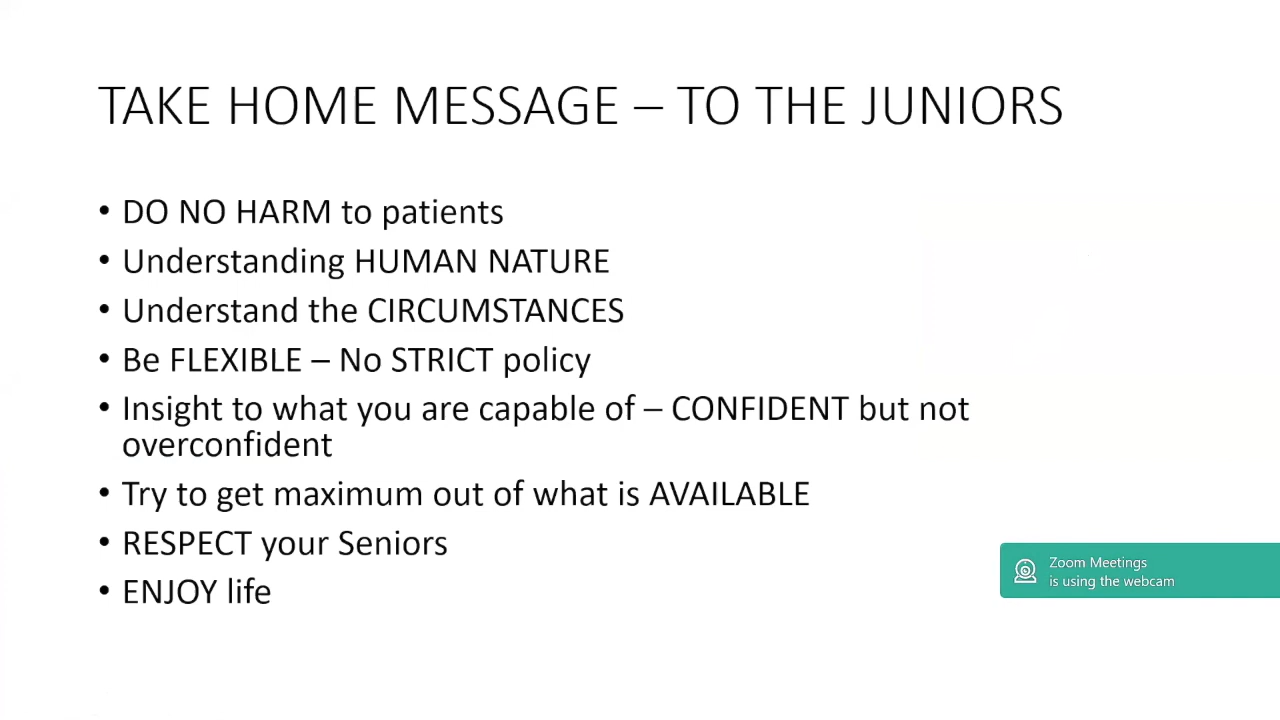 TAKE HOME MESSAGE – TO THE JUNIORS
• DO NO HARM to patients
• Understanding HUMAN NATURE
• Understand the CIRCUMSTANCES
• Be FLEXIBLE – No STRICT policy
• Insight to what you are capable of – CONFIDENT but not
overconfident
• Try to get maximum out of what is AVAILABLE
• RESPECT your Seniors
• ENJOY life
Zoom Meetings
is using the webcam